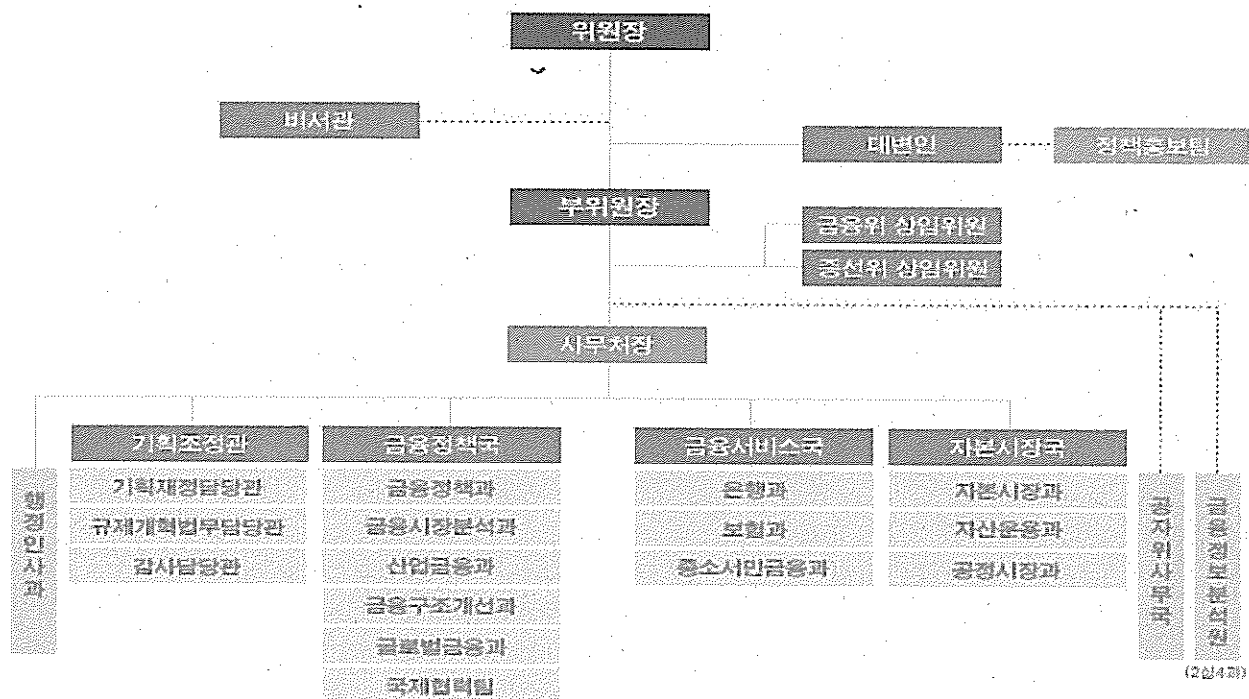 위원장
비서관
대변인
정책홍보팀
부위원장
금융위 상임위원
증선위 상임위원
사무처장
행정인사과
기획조정관
기획재정담당관
규제개혁법무담당관
감사담당관
금융정책국
금융정책과
금융시장분석과
산업금융과
금융구조개선과
글로벌금융과
국제협력팀
금융서비스국
은행과
보험과
중소서민금융과
자본시장국
자본시장과
자산운용과
공정시장과
공자위사무국
금융정보분석원
(2실4과)